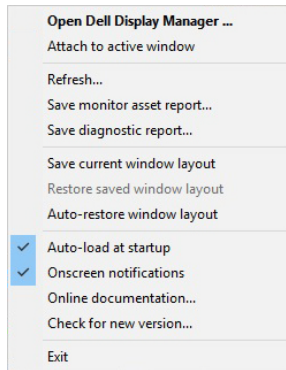 Open Dell Display Manager ...
Attach to active window
Refresh...
Save monitor asset report...
Save diagnostic report...
Save current window layout
Restore saved window layout
Auto-restore window layout
Auto-load at startup
Onscreen notifications
Online documentation...
Check for new version...
Exit